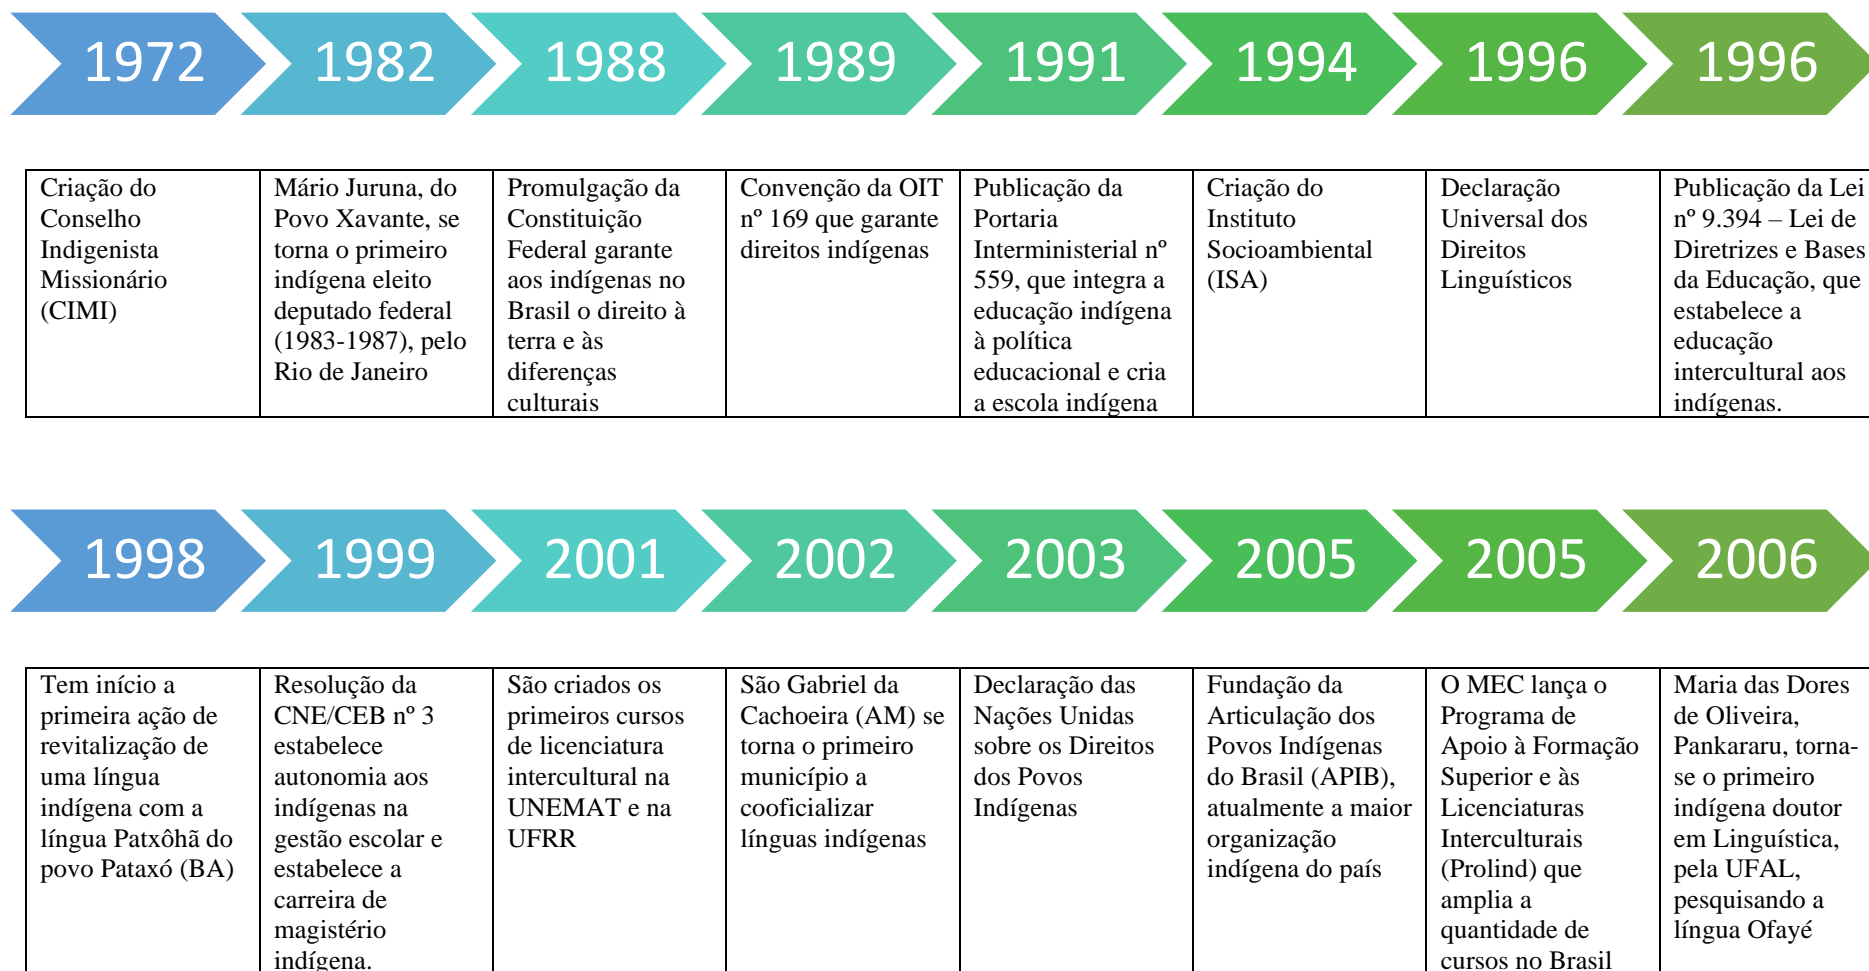 1972
1982
1988
1989
1991
1994
1996
1996
Criação do
Conselho
Indigenista
Missionário
(CIMI)
Mário Juruna, do
Povo Xavante, se
torna o primeiro
indígena eleito
deputado federal
(1983-1987), pelo
Rio de Janeiro
Promulgação da
Constituição
Federal garante
aos indígenas no
Brasil o direito à
terra e às
diferenças
culturais
Convenção da OIT
nº 169 que garante
direitos indígenas
Publicação da
Portaria
Interministerial nº
559, que integra a
educação indígena
à política
educacional e cria
a escola indígena
Criação do
Instituto
Socioambiental
(ISA)
Declaração
Universal dos
Direitos
Linguísticos
Publicação da Lei
nº 9.394 – Lei de
Diretrizes e Bases
da Educação, que
estabelece a
educação
intercultural aos
indígenas.
1998
1999
2001
2002
2003
2005
2005
2006
Tem início a
primeira ação de
revitalização de
uma língua
indígena com a
língua Patxôhã do
povo Pataxó (BA)
Resolução da
CNE/CEB nº 3
estabelece
autonomia aos
indígenas na
gestão escolar e
estabelece a
carreira de
magistério
indígena.
São criados os
primeiros cursos
de licenciatura
intercultural na
UNEMAT e na
UFRR
São Gabriel da
Cachoeira (AM) se
torna o primeiro
município a
cooficializar
línguas indígenas
Declaração das
Nações Unidas
sobre os Direitos
dos Povos
Indígenas
Fundação da
Articulação dos
Povos Indígenas
do Brasil (APIB),
atualmente a maior
organização
indígena do país
O MEC lança o
Programa de
Apoio à Formação
Superior e às
Licenciaturas
Interculturais
(Prolind) que
amplia a
quantidade de
cursos no Brasil
Maria das Dores
de Oliveira,
Pankararu, torna-
se o primeiro
indígena doutor
em Linguística,
pela UFAL,
pesquisando a
língua Ofayé